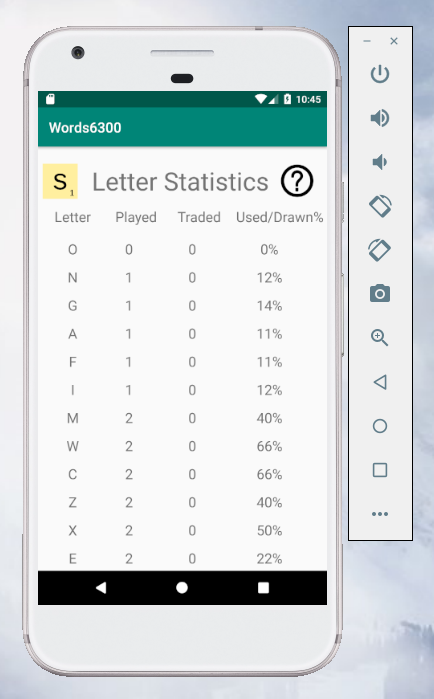 10:45
Words6300
S1 Letter Statistics ?
Letter Played Traded Used/Drawn%
O 0 0 0%
N 1 0 12%
G 1 0 14%
A 1 0 11%
F 1 0 11%
I 1 0 12%
M 2 0 40%
W 2 0 66%
C 2 0 66%
Z 2 0 40%
X 2 0 50%
E 2 0 22%